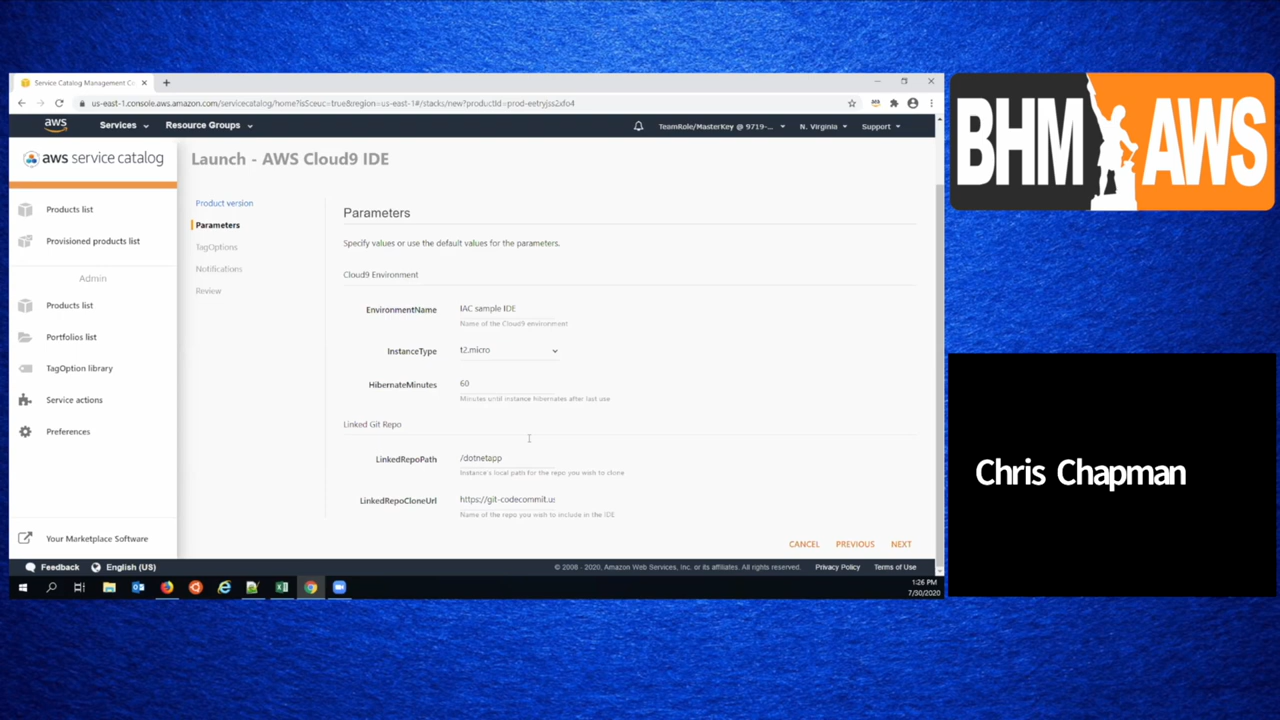 Service Catalog Management Co
us-east-1.console.aws.amazon.com/servicecatalog/home?isSceuc=true&region=us-east-1#/stacks/new?productId=prod-eetryjss2xfo4
aws
Services
Resource Groups
TeamRole/MasterKey @ 9719-...
N. Virginia
Support
aws service catalog
Products list
Provisioned products list
Admin
Products list
Portfolios list
TagOption library
Service actions
Preferences
Your Marketplace Software
Launch - AWS Cloud9 IDE
Product version
Parameters
TagOptions
Notifications
Review
Parameters
Specify values or use the default values for the parameters.
Cloud9 Environment
EnvironmentName
IAC sample IDE
Name of the Cloud9 environment
InstanceType
t2.micro
HibernateMinutes
60
Minutes until instance hibernates after last use
Linked Git Repo
LinkedRepoPath
/dotnetapp
Instance's local path for the repo you wish to clone
LinkedRepoCloneUrl
https://git-codecommit.us
Name of the repo you wish to include in the IDE
CANCEL
PREVIOUS
NEXT
Feedback
English (US)
© 2008 - 2020, Amazon Web Services, Inc. or its affiliates. All rights reserved.
Privacy Policy
Terms of Use
1:26 PM
7/30/2020
BHM AWS
Chris Chapman